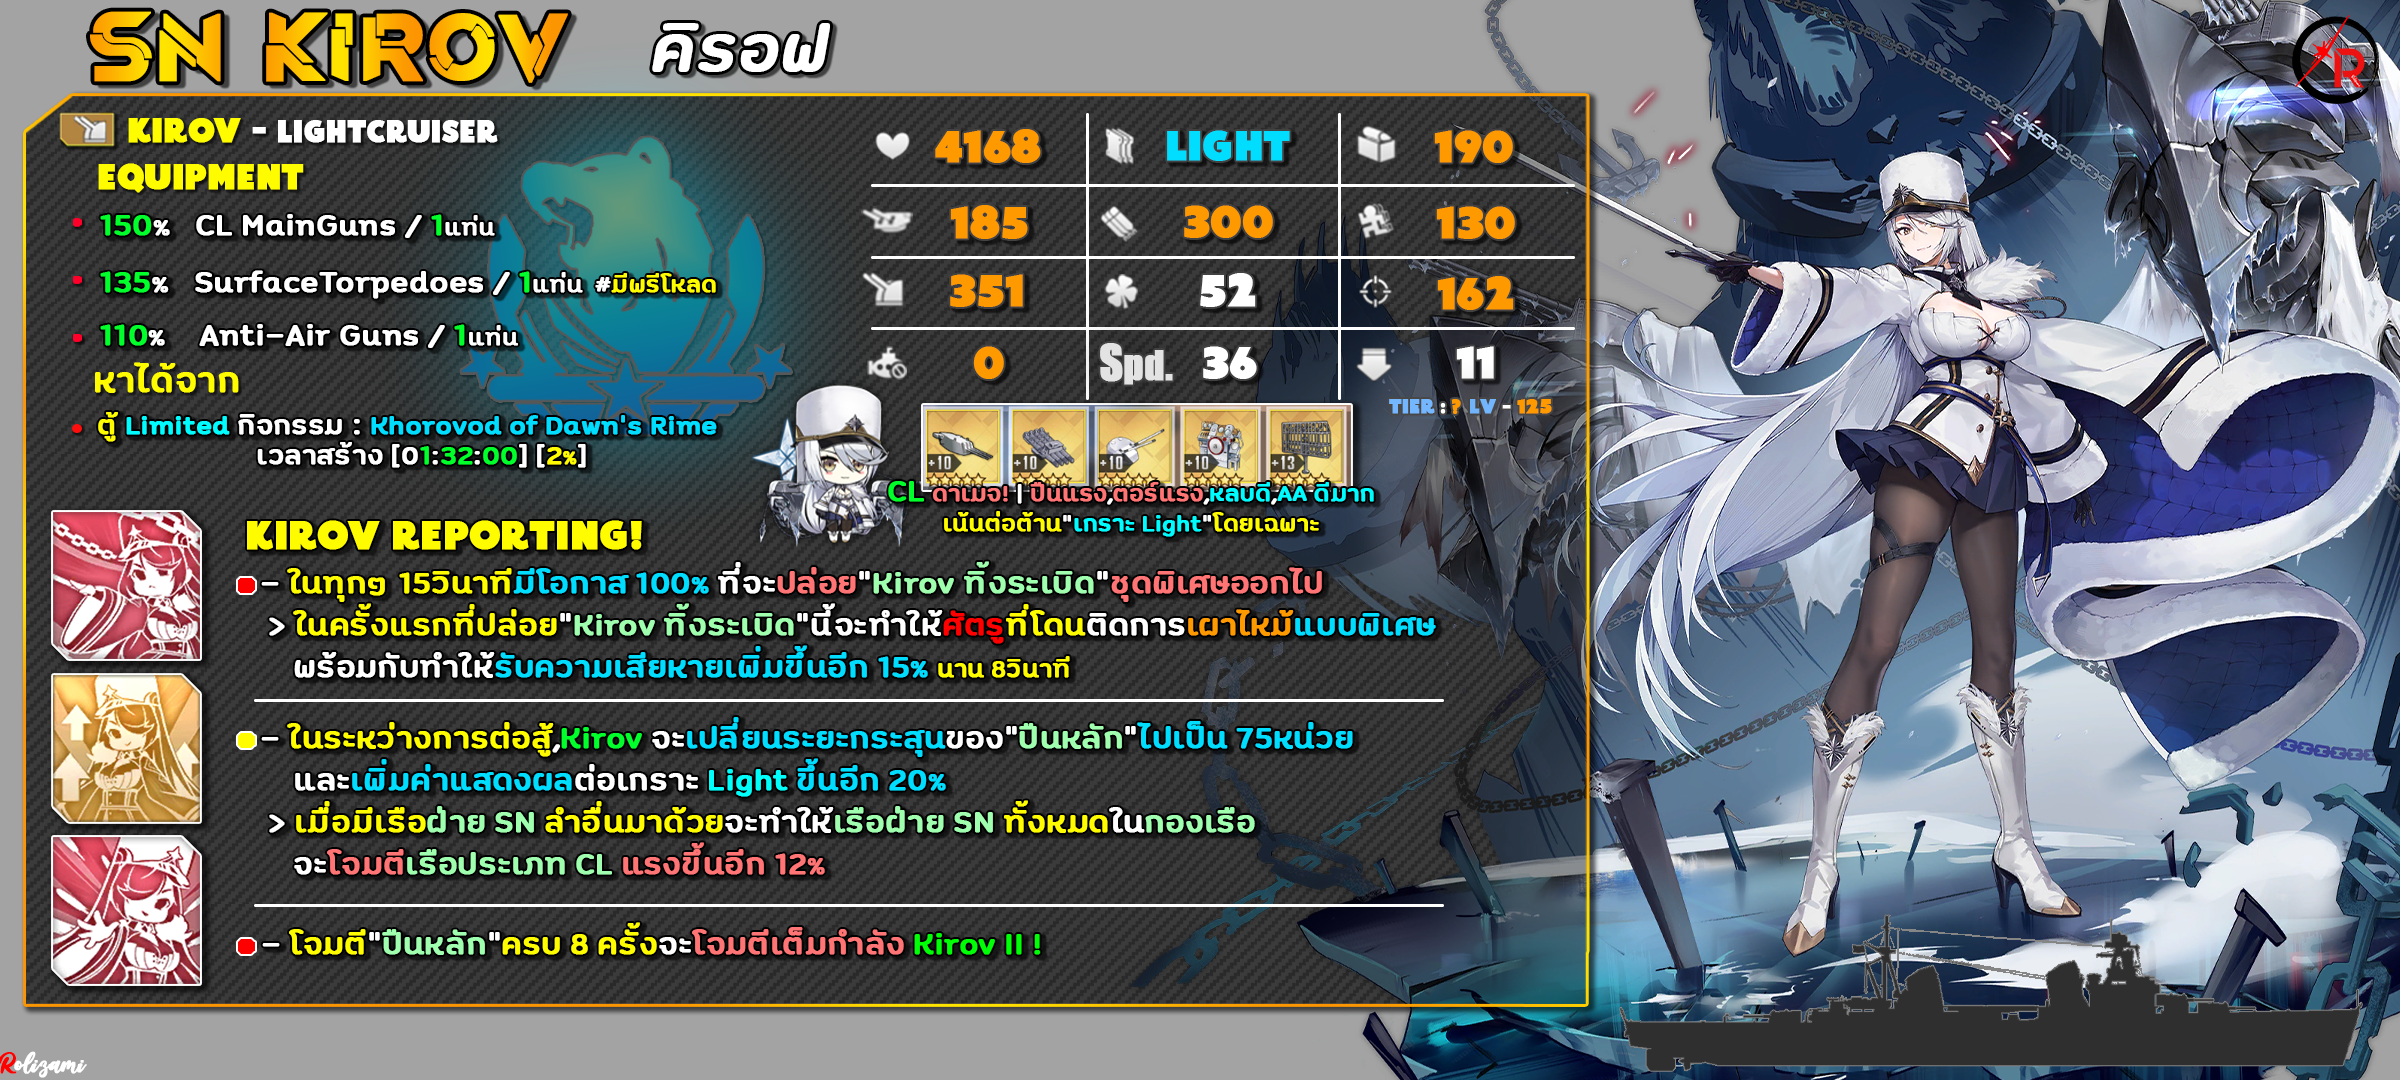 SN KIROV คิรอฟ
KIROV - LIGHTCRUISER
EQUIPMENT
150% CL MainGuns / 1แท่น
135% SurfaceTorpedoes / 1แท่น #มีพรีโหลด
110% Anti-Air Guns / 1แท่น
หาได้จาก
ตู้ Limited กิจกรรม : Khorovod of Dawn's Rime
เวลาสร้าง [01:32:00] [2%]
4168 LIGHT 190
185 300 130
351 52 162
0 Spd. 36 11
TIER : ? LV - 125
+10 +10 +10 +10 +13
CL ดาเมจ! | ปืนแรง,ตอร์แรง,หลบดี,AA ดีมาก
เน้นต่อต้าน"เกราะ Light"โดยเฉพาะ
KIROV REPORTING!
- ในทุกๆ 15วินาทีมีโอกาส 100% ที่จะปล่อย"Kirov ทิ้งระเบิด"ชุดพิเศษออกไป
> ในครั้งแรกที่ปล่อย"Kirov ทิ้งระเบิด"นี้จะทำให้ศัตรูที่โดนติดการเผาไหม้แบบพิเศษ
พร้อมกับทำให้รับความเสียหายเพิ่มขึ้นอีก 15% นาน 8วินาที
- ในระหว่างการต่อสู้,Kirov จะเปลี่ยนระยะกระสุนของ"ปืนหลัก"ไปเป็น 75หน่วย
และเพิ่มค่าแสดงผลต่อเกราะ Light ขึ้นอีก 20%
> เมื่อมีเรือฝ่าย SN ลำอื่นมาด้วยจะทำให้เรือฝ่าย SN ทั้งหมดในกองเรือ
จะโจมตีเรือประเภท CL แรงขึ้นอีก 12%
- โจมตี"ปืนหลัก"ครบ 8 ครั้งจะโจมตีเต็มกำลัง Kirov II !
R
Rolizami